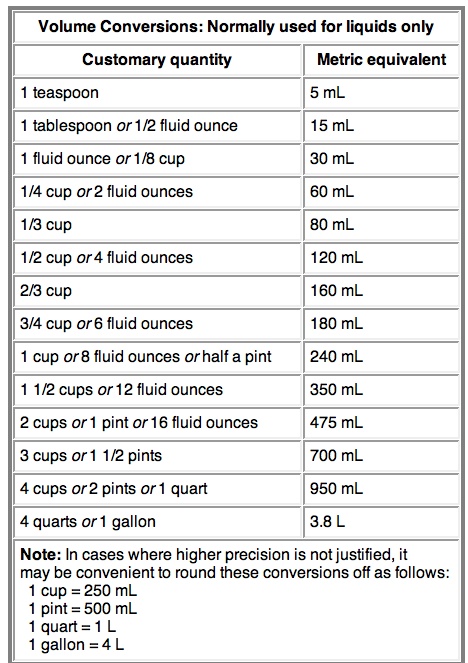 Volume Conversions: Normally used for liquids only
Customary quantity Metric equivalent
1 teaspoon 5 mL
1 tablespoon or 1/2 fluid ounce 15 mL
1 fluid ounce or 1/8 cup 30 mL
1/4 cup or 2 fluid ounces 60 mL
1/3 cup 80 mL
1/2 cup or 4 fluid ounces 120 mL
2/3 cup 160 mL
3/4 cup or 6 fluid ounces 180 mL
1 cup or 8 fluid ounces or half a pint 240 mL
1 1/2 cups or 12 fluid ounces 350 mL
2 cups or 1 pint or 16 fluid ounces 475 mL
3 cups or 1 1/2 pints 700 mL
4 cups or 2 pints or 1 quart 950 mL
4 quarts or 1 gallon 3.8 L
Note: In cases where higher precision is not justified, it
may be convenient to round these conversions off as follows:
1 cup = 250 mL
1 pint = 500 mL
1 quart = 1 L
1 gallon = 4 L